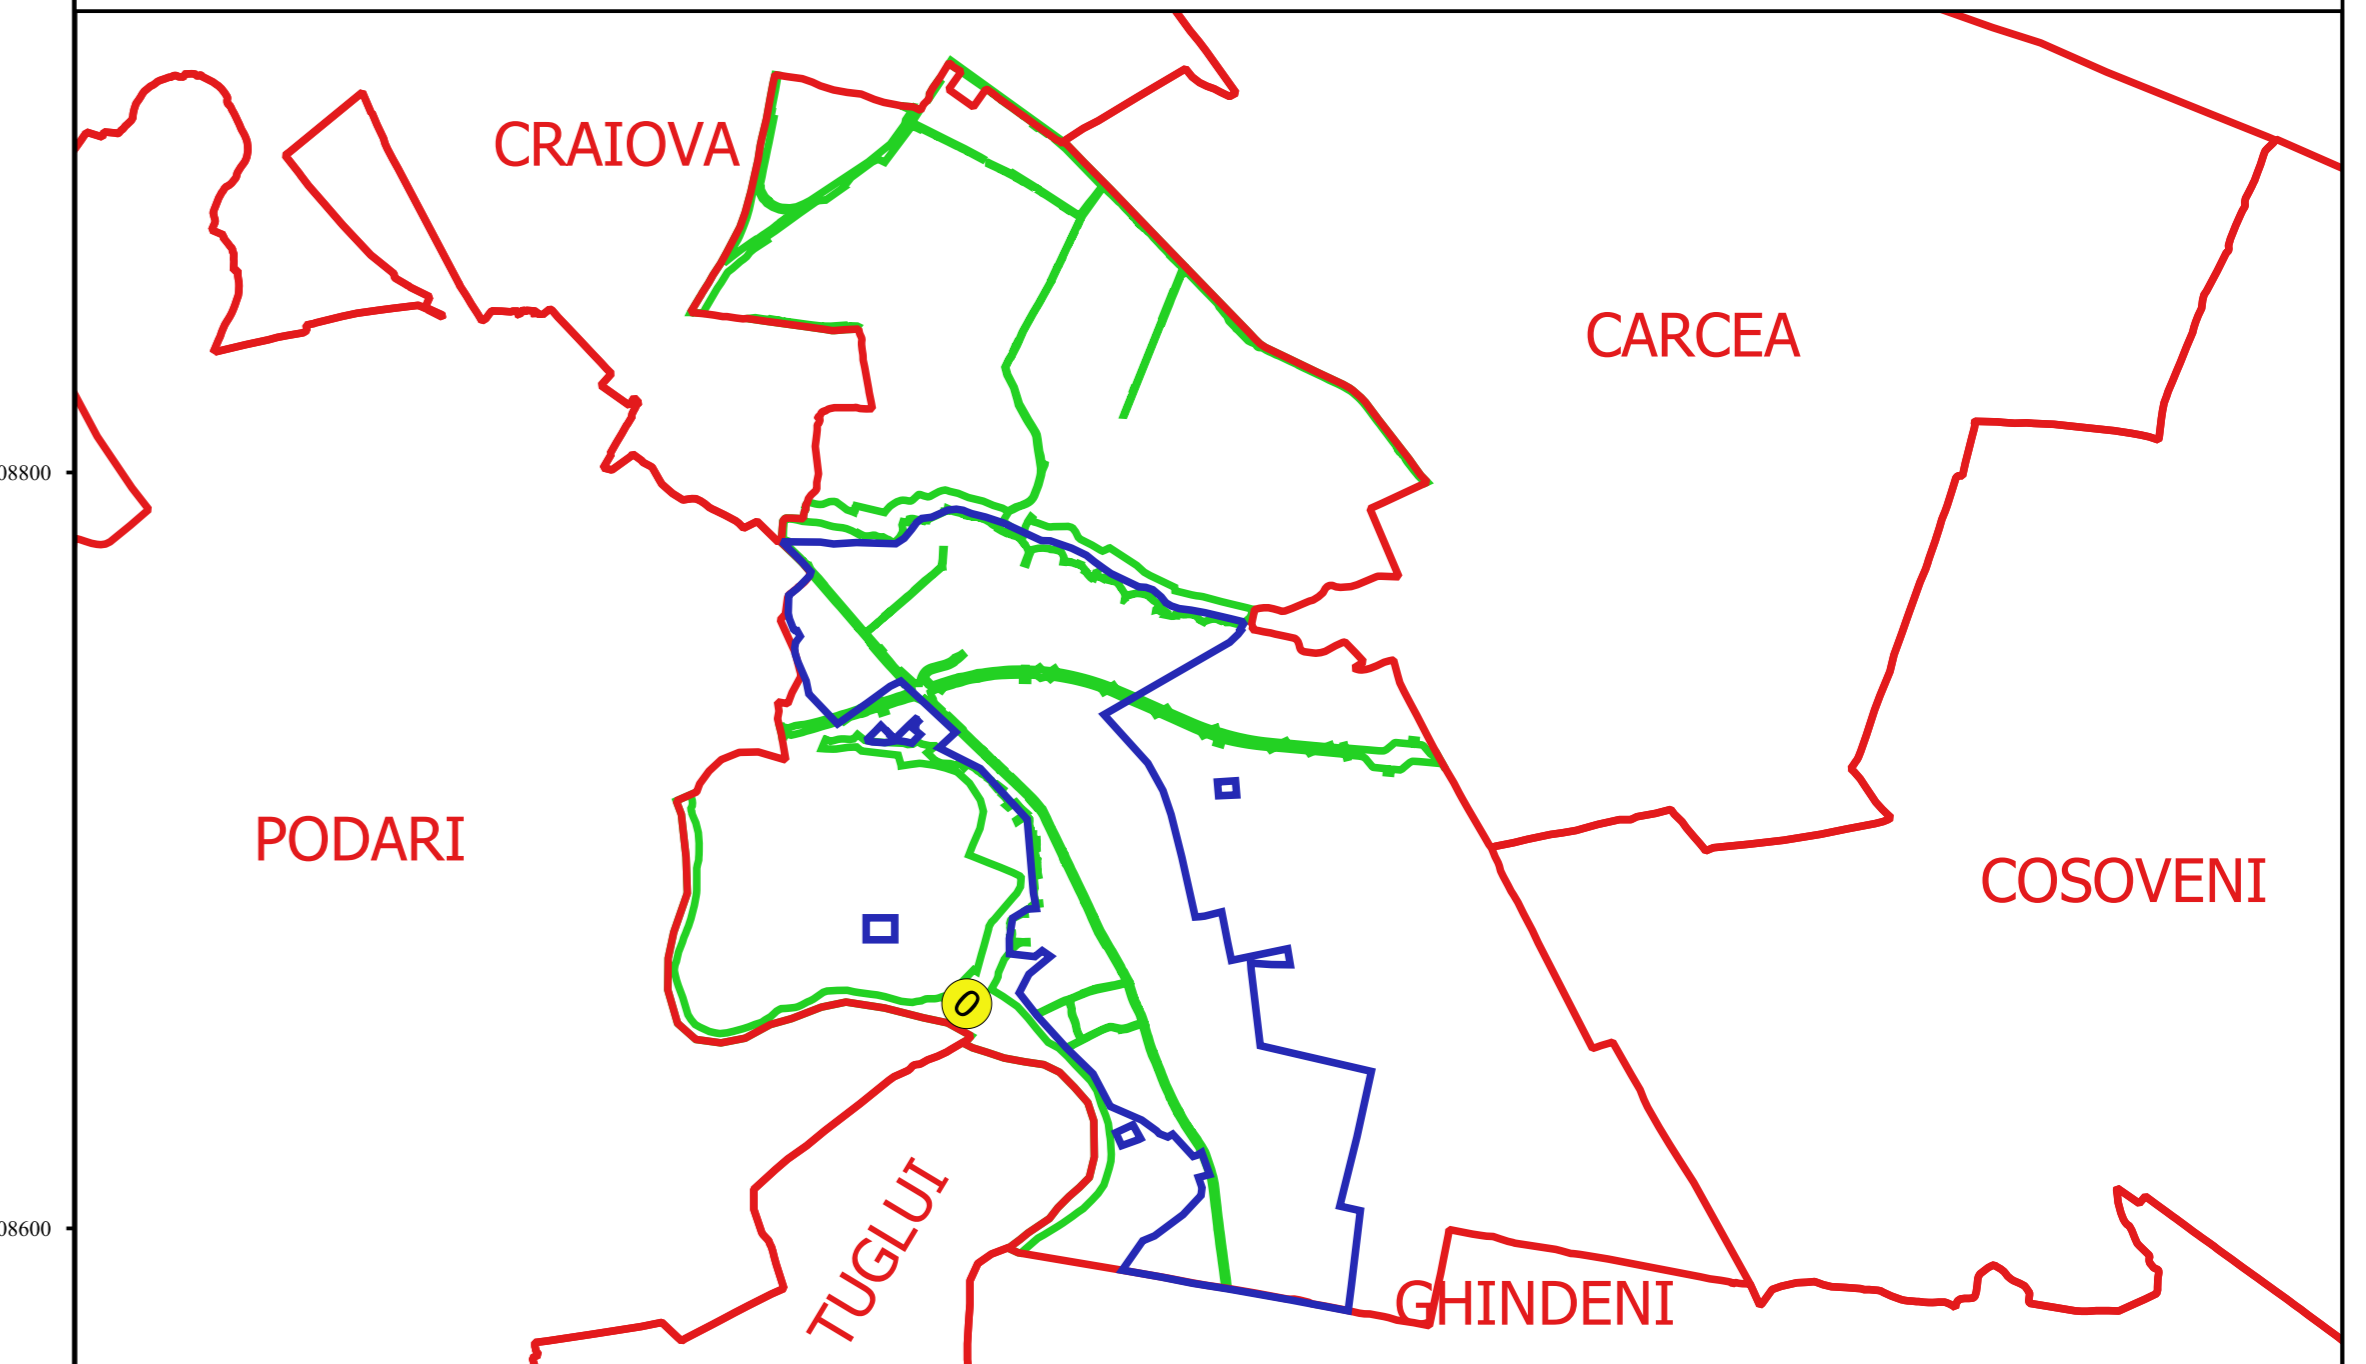 CRAIOVA
CARCEA
08800
PODARI
COSOVENI
0
TUGLUI
08600
GHINDENI